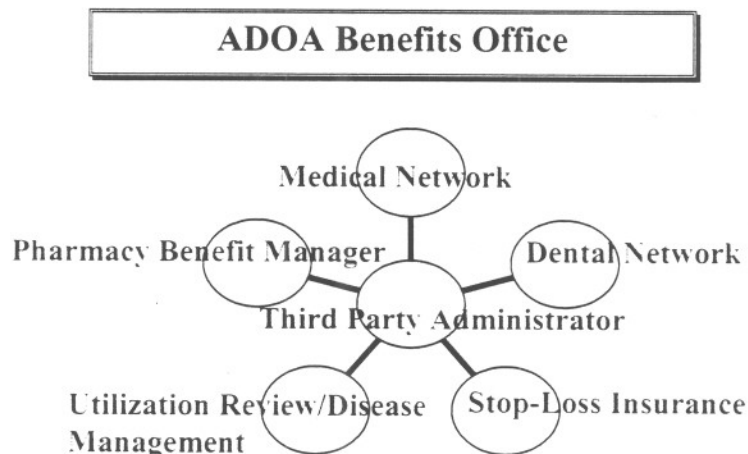 ADOA Benefits Office
Medical Network
Pharmacy Benefit Manager
Dental Network
Third Party Administrator
Utilization Review/Disease
Management
Stop-Loss Insurance